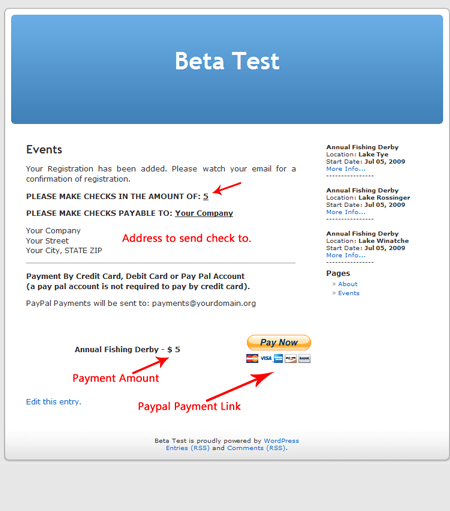 Beta Test
Events
Your Registration has been added. Please watch your email for a
confirmation of registration.
PLEASE MAKE CHECKS IN THE AMOUNT OF: 5
PLEASE MAKE CHECKS PAYABLE TO: Your Company
Your Company
Your Street
Your City, STATE ZIP
Address to send check to.
Payment By Credit Card, Debit Card or Pay Pal Account
(a pay pal account is not required to pay by credit card).
PayPal Payments will be sent to: payments@yourdomain.org
Annual Fishing Derby - $ 5
Pay Now
VISA
BANK
Payment Amount
Paypal Payment Link
Edit this entry.
Annual Fishing Derby
Location: Lake Tye
Start Date: Jul 05, 2009
More Info...
----------------
Annual Fishing Derby
Location: Lake Rossinger
Start Date: Jul 05, 2009
More Info...
----------------
Annual Fishing Derby
Location: Lake Winatche
Start Date: Jul 05, 2009
More Info...
----------------
Pages
» About
» Events
Beta Test is proudly powered by WordPress
Entries (RSS) and Comments (RSS).